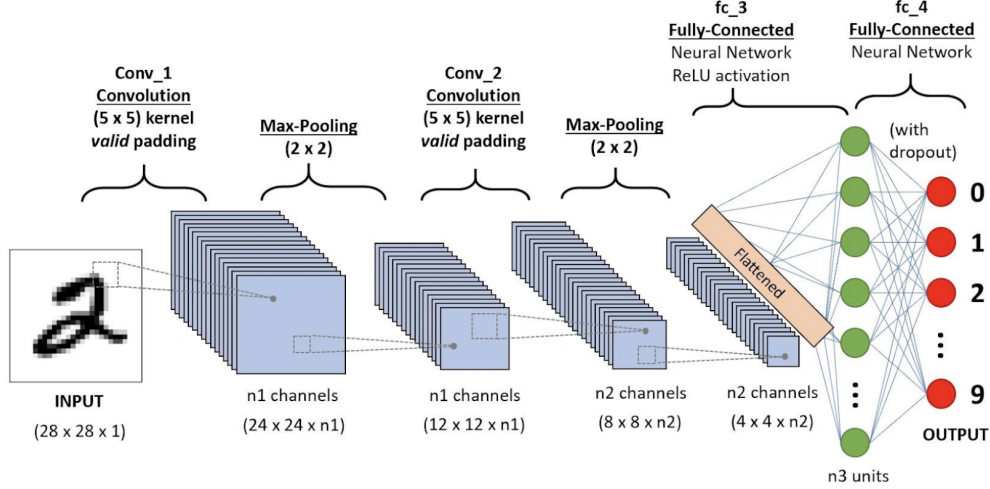 fc_3
Fully-Connected
Neural Network
ReLU activation
fc_4
Fully-Connected
Neural Network
Conv_1
Convolution
(5 x 5) kernel
valid padding
Max-Pooling
(2 x 2)
Conv_2
Convolution
(5 x 5) kernel
valid padding
Max-Pooling
(2 x 2)
(with
dropout)
Flattened
0
1
2
9
INPUT
(28 x 28 x 1)
n1 channels
(24 x 24 x n1)
n1 channels
(12 x 12 x n1)
n2 channels
(8 x 8 x n2)
n2 channels
(4 x 4 x n2)
n3 units
OUTPUT
2